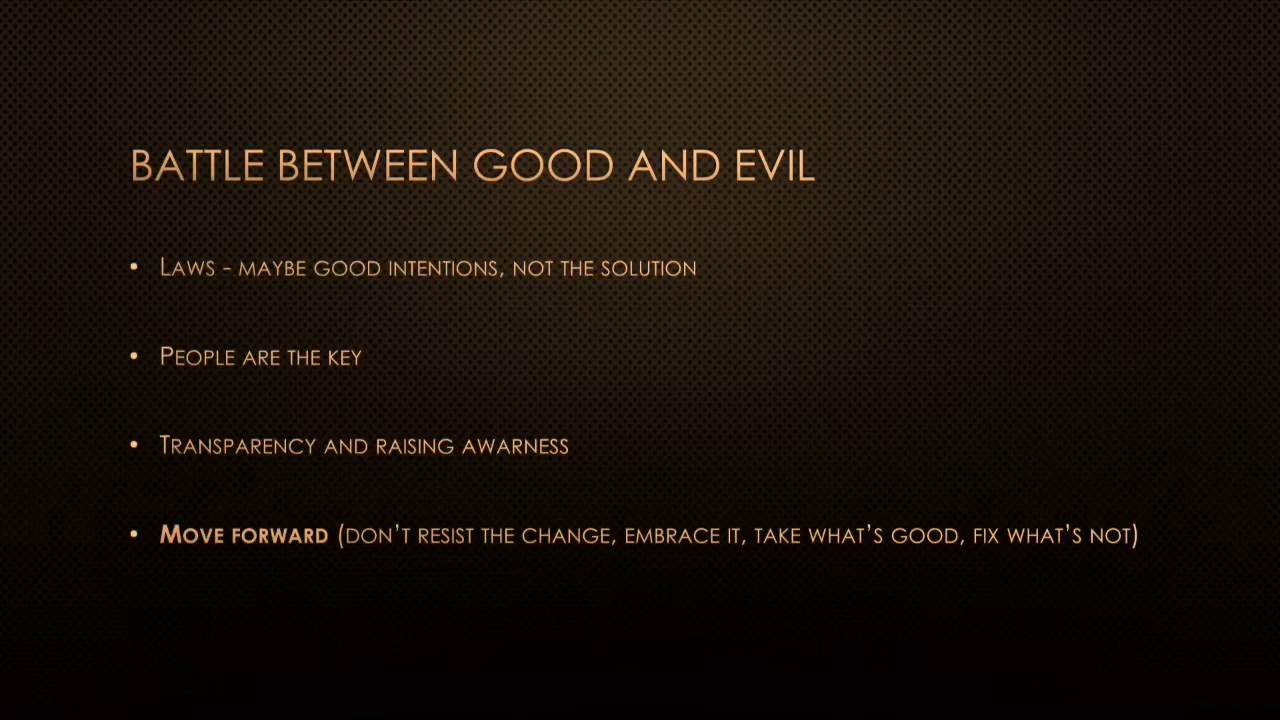 BATTLE BETWEEN GOOD AND EVIL
• Laws - maybe good intentions, not the solution
• People are the key
• Transparency and raising awarness
• Move forward (don't resist the change, embrace it, take what's good, fix what's not)